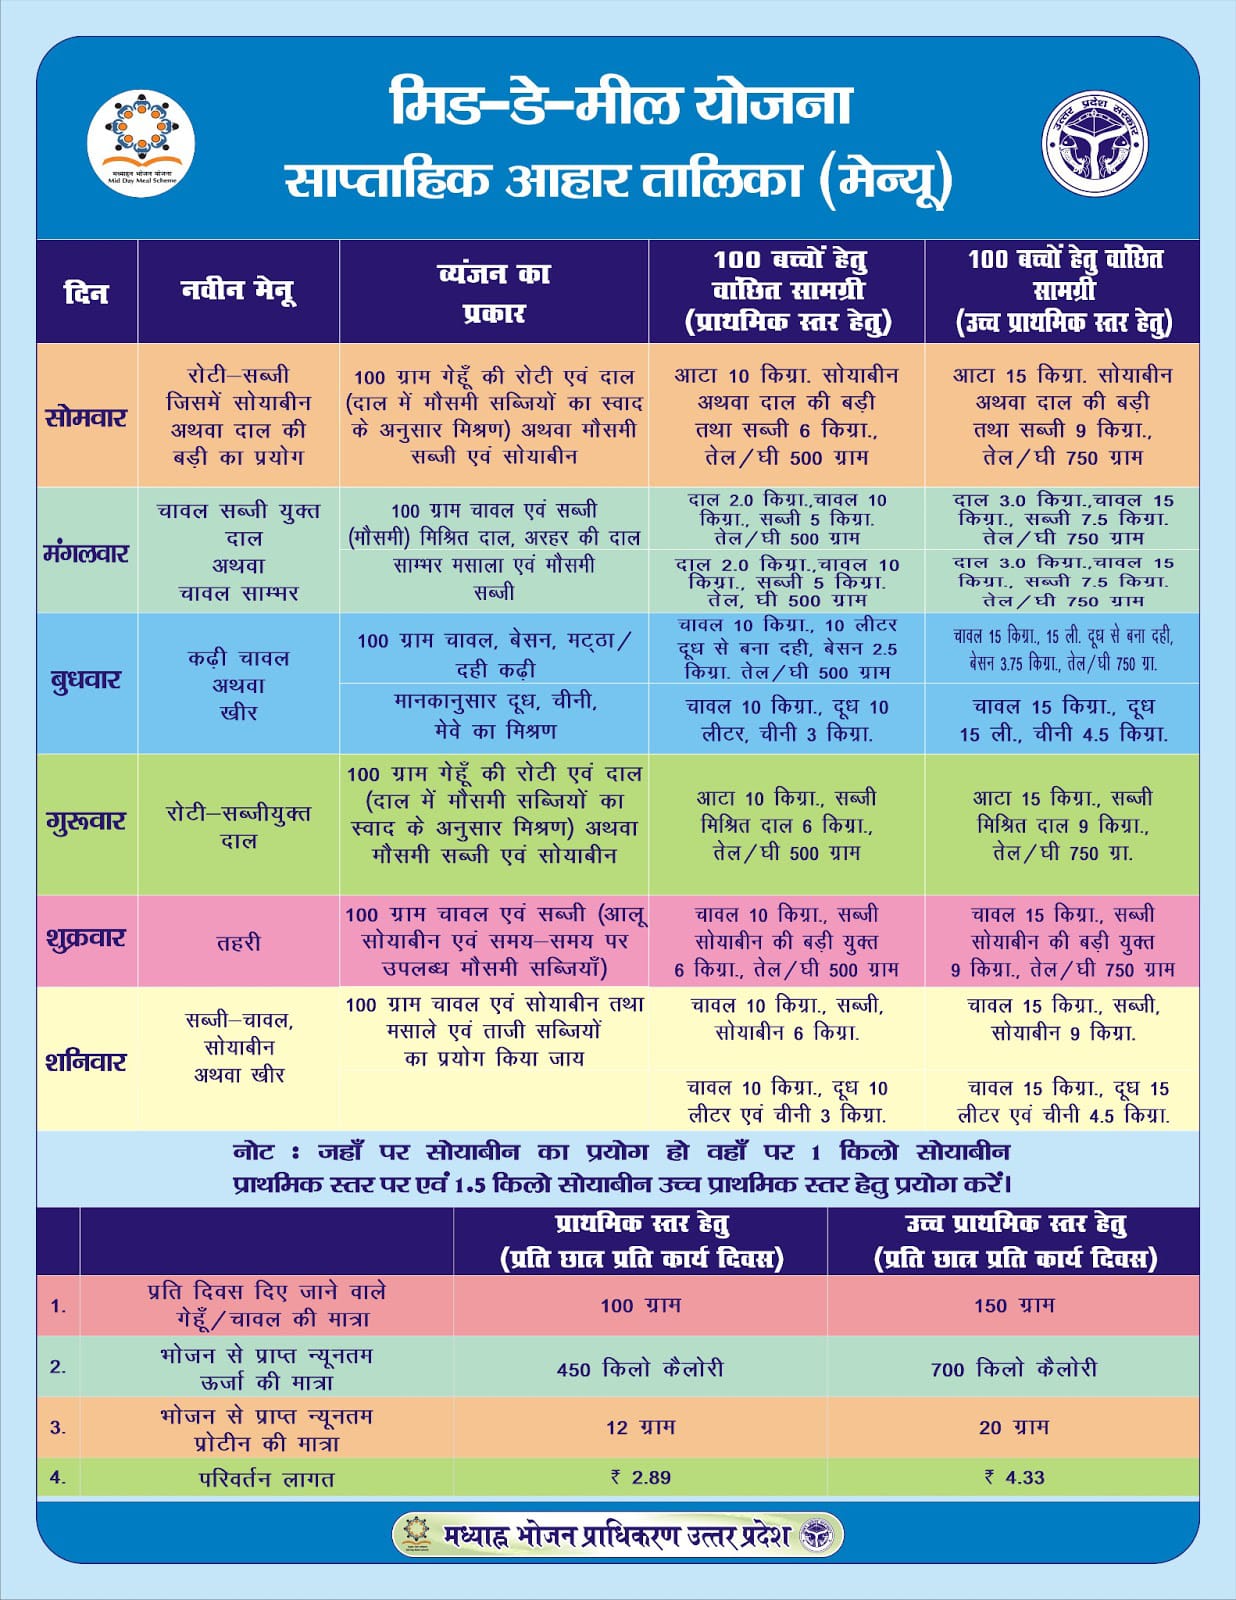 मिड-डे-मील योजना
साप्ताहिक आहार तालिका (मेन्यू)
मध्याह्न भोजन योजना
Mid Day Meal Scheme
उत्तर प्रदेश सरकार
दिन
नवीन मेनू
व्यंजन का
प्रकार
100 बच्चों हेतु
वांछित सामग्री
(प्राथमिक स्तर हेतु)
100 बच्चों हेतु वांछित
सामग्री
(उच्च प्राथमिक स्तर हेतु)
सोमवार
रोटी-सब्जी
जिसमें सोयाबीन
अथवा दाल की
बड़ी का प्रयोग
100 ग्राम गेहूँ की रोटी एवं दाल
(दाल में मौसमी सब्जियों का स्वाद
के अनुसार मिश्रण) अथवा मौसमी
सब्जी एवं सोयाबीन
आटा 10 किग्रा. सोयाबीन
अथवा दाल की बड़ी
तथा सब्जी 6 किग्रा.,
तेल/घी 500 ग्राम
आटा 15 किग्रा. सोयाबीन
अथवा दाल की बड़ी
तथा सब्जी 9 किग्रा.,
तेल/घी 750 ग्राम
मंगलवार
चावल सब्जी युक्त
दाल
अथवा
चावल साम्भर
100 ग्राम चावल एवं सब्जी
(मौसमी) मिश्रित दाल, अरहर की दाल
साम्भर मसाला एवं मौसमी
सब्जी
दाल 2.0 किग्रा.,चावल 10
किग्रा., सब्जी 5 किग्रा.
तेल/घी 500 ग्राम
दाल 2.0 किग्रा.,चावल 10
किग्रा., सब्जी 5 किग्रा.
तेल, घी 500 ग्राम
दाल 3.0 किग्रा.,चावल 15
किग्रा., सब्जी 7.5 किग्रा.
तेल/घी 750 ग्राम
दाल 3.0 किग्रा.,चावल 15
किग्रा., सब्जी 7.5 किग्रा.
तेल/घी 750 ग्राम
बुधवार
कढ़ी चावल
अथवा
खीर
100 ग्राम चावल, बेसन, मट्ठा/
दही कढ़ी
मानकानुसार दूध, चीनी,
मेवे का मिश्रण
चावल 10 किग्रा., 10 लीटर
दूध से बना दही, बेसन 2.5
किग्रा. तेल/घी 500 ग्राम
चावल 10 किग्रा., दूध 10
लीटर, चीनी 3 किग्रा.
चावल 15 किग्रा., 15 ली. दूध से बना दही,
बेसन 3.75 किग्रा., तेल/घी 750 ग्रा.
चावल 15 किग्रा., दूध
15 ली., चीनी 4.5 किग्रा.
गुरूवार
रोटी-सब्जीयुक्त
दाल
100 ग्राम गेहूँ की रोटी एवं दाल
(दाल में मौसमी सब्जियों का
स्वाद के अनुसार मिश्रण) अथवा
मौसमी सब्जी एवं सोयाबीन
आटा 10 किग्रा., सब्जी
मिश्रित दाल 6 किग्रा.,
तेल/घी 500 ग्राम
आटा 15 किग्रा., सब्जी
मिश्रित दाल 9 किग्रा.,
तेल/घी 750 ग्रा.
शुक्रवार
तहरी
100 ग्राम चावल एवं सब्जी (आलू
सोयाबीन एवं समय-समय पर
उपलब्ध मौसमी सब्जियाँ)
चावल 10 किग्रा., सब्जी
सोयाबीन की बड़ी युक्त
6 किग्रा., तेल/घी 500 ग्राम
चावल 15 किग्रा., सब्जी
सोयाबीन की बड़ी युक्त
9 किग्रा., तेल/घी 750 ग्राम
शनिवार
सब्जी-चावल,
सोयाबीन
अथवा खीर
100 ग्राम चावल एवं सोयाबीन तथा
मसाले एवं ताजी सब्जियों
का प्रयोग किया जाय
चावल 10 किग्रा., सब्जी,
सोयाबीन 6 किग्रा.
चावल 10 किग्रा., दूध 10
लीटर एवं चीनी 3 किग्रा.
चावल 15 किग्रा., सब्जी,
सोयाबीन 9 किग्रा.
चावल 15 किग्रा., दूध 15
लीटर एवं चीनी 4.5 किग्रा.
नोट : जहाँ पर सोयाबीन का प्रयोग हो वहाँ पर 1 किलो सोयाबीन
प्राथमिक स्तर पर एवं 1.5 किलो सोयाबीन उच्च प्राथमिक स्तर हेतु प्रयोग करें।
प्राथमिक स्तर हेतु
(प्रति छात्र प्रति कार्य दिवस)
उच्च प्राथमिक स्तर हेतु
(प्रति छात्र प्रति कार्य दिवस)
1.
प्रति दिवस दिए जाने वाले
गेहूँ/चावल की मात्रा
100 ग्राम
150 ग्राम
2.
भोजन से प्राप्त न्यूनतम
ऊर्जा की मात्रा
450 किलो कैलोरी
700 किलो कैलोरी
3.
भोजन से प्राप्त न्यूनतम
प्रोटीन की मात्रा
12 ग्राम
20 ग्राम
4.
परिवर्तन लागत
₹ 2.89
₹ 4.33
मध्याह्न भोजन प्राधिकरण उत्तर प्रदेश